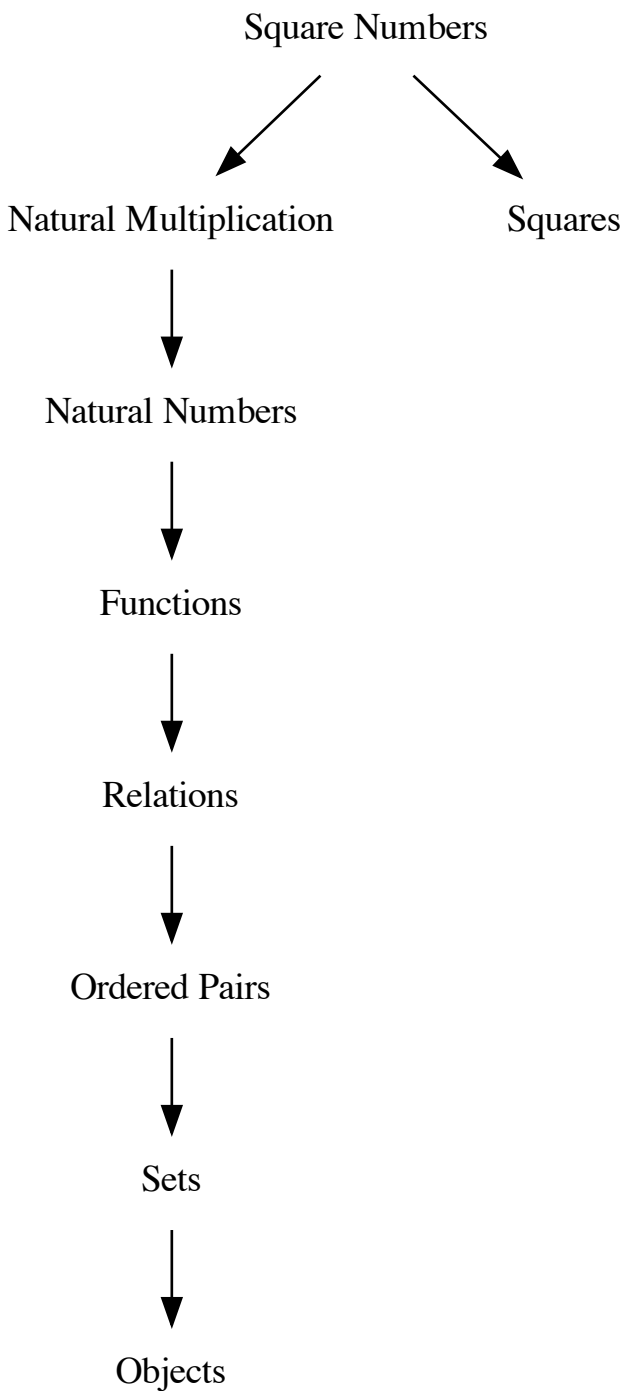 Square Numbers
Natural Multiplication
Squares
Natural Numbers
Functions
Relations
Ordered Pairs
Sets
Objects